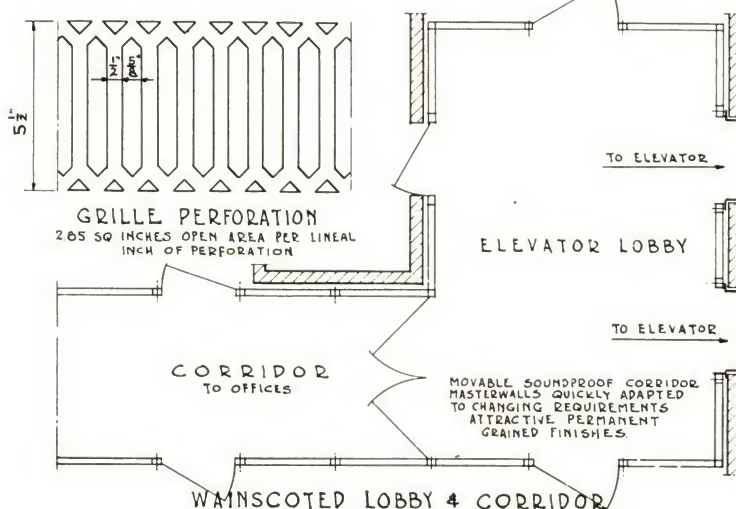 5 1/2"
1/2"
GRILLE PERFORATION
2.85 SQ INCHES OPEN AREA PER LINEAL
INCH OF PERFORATION
TO ELEVATOR
ELEVATOR LOBBY
TO ELEVATOR
CORRIDOR
TO OFFICES
MOVABLE SOUNDPROOF CORRIDOR
MASTERWALLS QUICKLY ADAPTED
TO CHANGING REQUIREMENTS
ATTRACTIVE PERMANENT
GRAINED FINISHES.
WAINSCOTED LOBBY & CORRIDOR